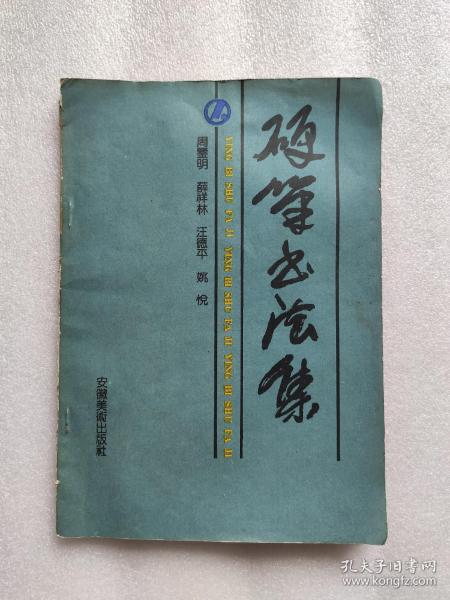 硬笔书法集
YING BI SHU FA JI YING BI SHU FA JI YING BI SHU FA JI
周鑒明 薛祥林 汪德平 姚悦
安徽美術出版社
孔夫子旧书网
www.kongfz.com